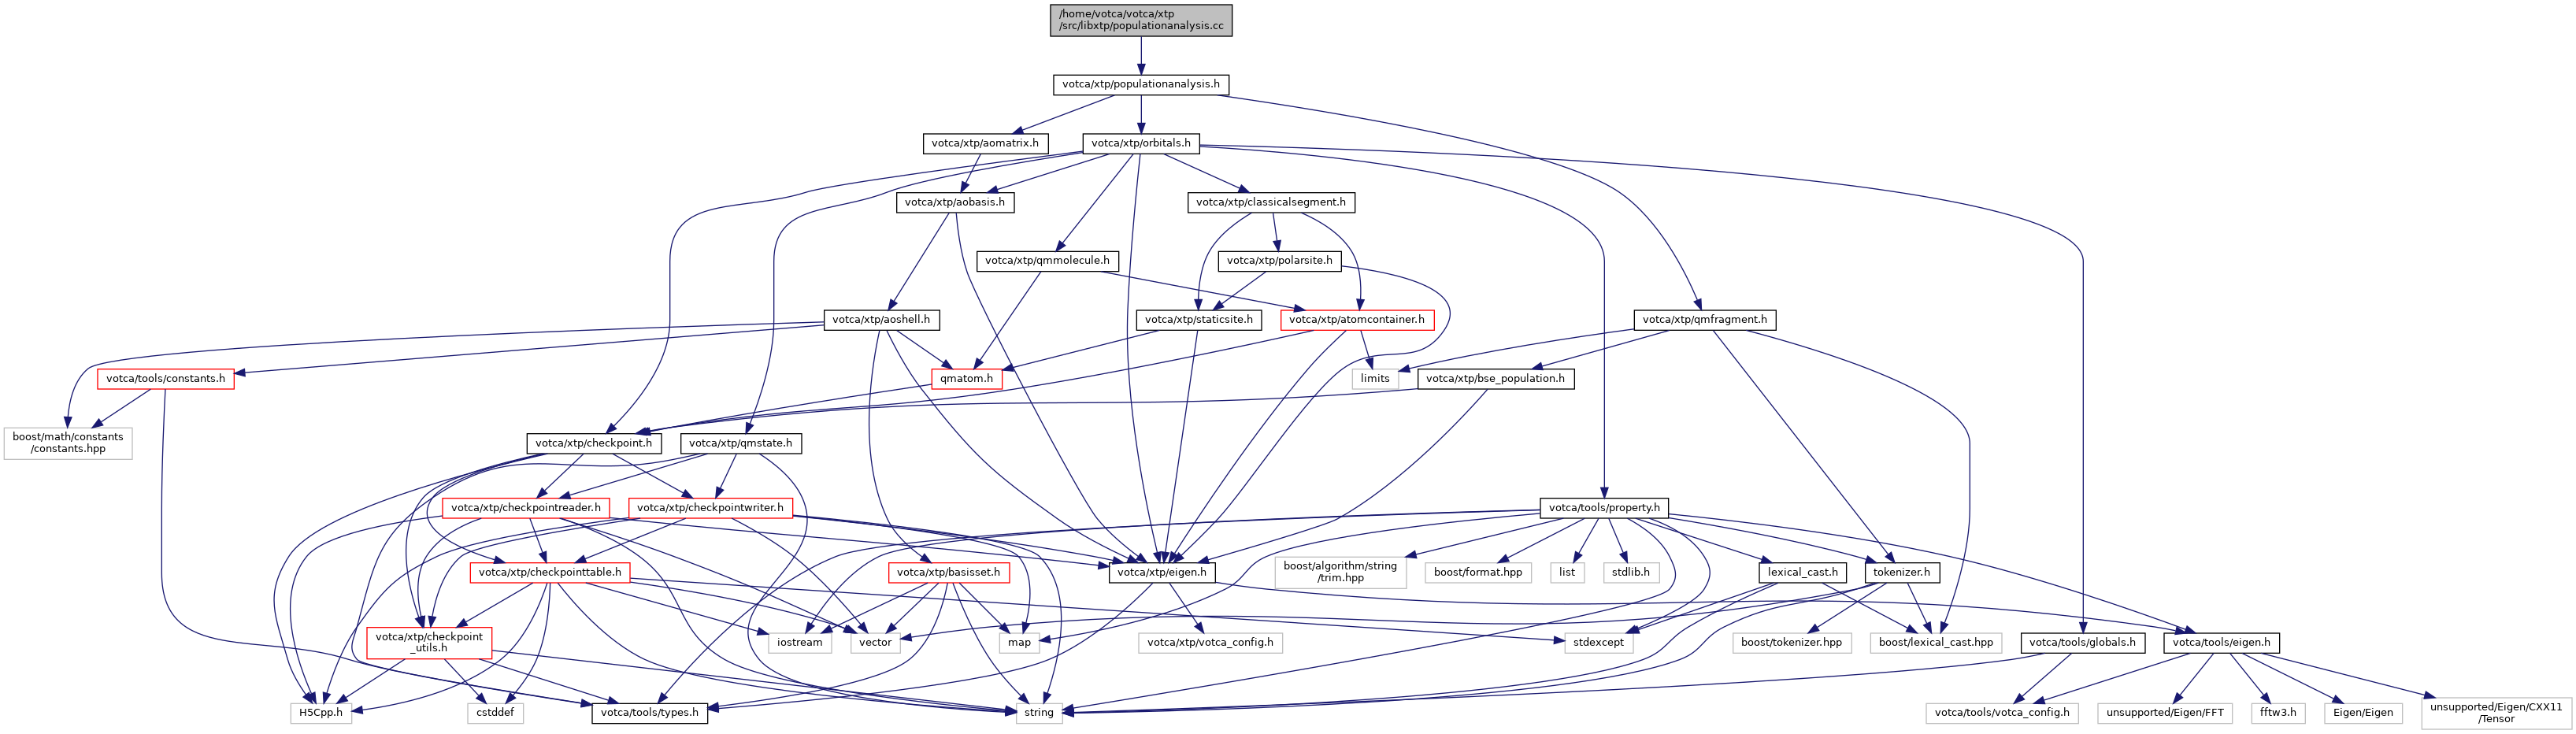 /home/votca/votca/xtp
/src/libxtp/populationanalysis.cc
votca/xtp/populationanalysis.h
votca/xtp/aomatrix.h
votca/xtp/orbitals.h
votca/xtp/aobasis.h
votca/xtp/classicalsegment.h
votca/xtp/qmmolecule.h
votca/xtp/polarsite.h
votca/xtp/aoshell.h
votca/xtp/staticsite.h
votca/xtp/atomcontainer.h
votca/xtp/qmfragment.h
votca/tools/constants.h
qmatom.h
limits
votca/xtp/bse_population.h
boost/math/constants
/constants.hpp
votca/xtp/checkpoint.h
votca/xtp/qmstate.h
votca/xtp/checkpointreader.h
votca/xtp/checkpointwriter.h
votca/tools/property.h
votca/xtp/checkpointtable.h
votca/xtp/basisset.h
votca/xtp/eigen.h
boost/algorithm/string
/trim.hpp
boost/format.hpp
list
stdlib.h
lexical_cast.h
tokenizer.h
votca/xtp/checkpoint
_utils.h
iostream
vector
map
votca/xtp/votca_config.h
stdexcept
boost/tokenizer.hpp
boost/lexical_cast.hpp
votca/tools/globals.h
votca/tools/eigen.h
H5Cpp.h
cstddef
votca/tools/types.h
string
votca/tools/votca_config.h
unsupported/Eigen/FFT
fftw3.h
Eigen/Eigen
unsupported/Eigen/CXX11
/Tensor